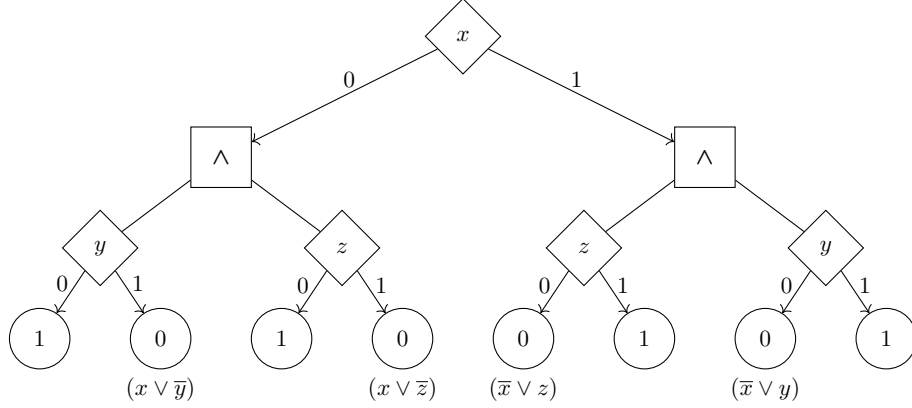 x
0 1
∧ ∧
y z z y
0 1 0 1 0 1 0 1
1 0 1 0 0 1 0 1
(x ∨ y̅) (x ∨ z̅) (x̅ ∨ z) (x̅ ∨ y)